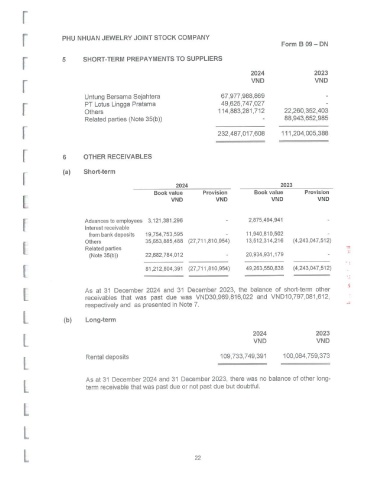 PHU NHUAN JEWELRY JOINT STOCK COMPANY
Form B 09 – DN
5 SHORT-TERM PREPAYMENTS TO SUPPLIERS
2024 2023
VND VND
Untung Bersama Sejahtera 67,977,988,869 -
PT Lotus Lingga Pratama 49,626,747,027 -
Others 114,883,281,712 22,260,352,403
Related parties (Note 35(b)) - 88,943,652,985
232,487,017,608 111,204,005,388
6 OTHER RECEIVABLES
(a) Short-term
2024 2023
Book value Provision Book value Provision
VND VND VND VND
Advances to employees 3,121,381,298 - 2,875,494,941 -
Interest receivable
from bank deposits 19,754,753,595 - 11,940,810,502 -
Others 35,653,885,486 (27,711,810,954) 13,512,314,216 (4,243,047,512)
Related parties
(Note 35(b)) 22,682,784,012 - 20,934,931,179 -
81,212,804,391 (27,711,810,954) 49,263,550,838 (4,243,047,512)
As at 31 December 2024 and 31 December 2023, the balance of short-term other
receivables that was past due was VND30,969,816,022 and VND10,797,081,612,
respectively and as presented in Note 7.
(b) Long-term
2024 2023
VND VND
Rental deposits 109,733,749,391 100,084,759,373
As at 31 December 2024 and 31 December 2023, there was no balance of other long-
term receivable that was past due or not past due but doubtful.
22